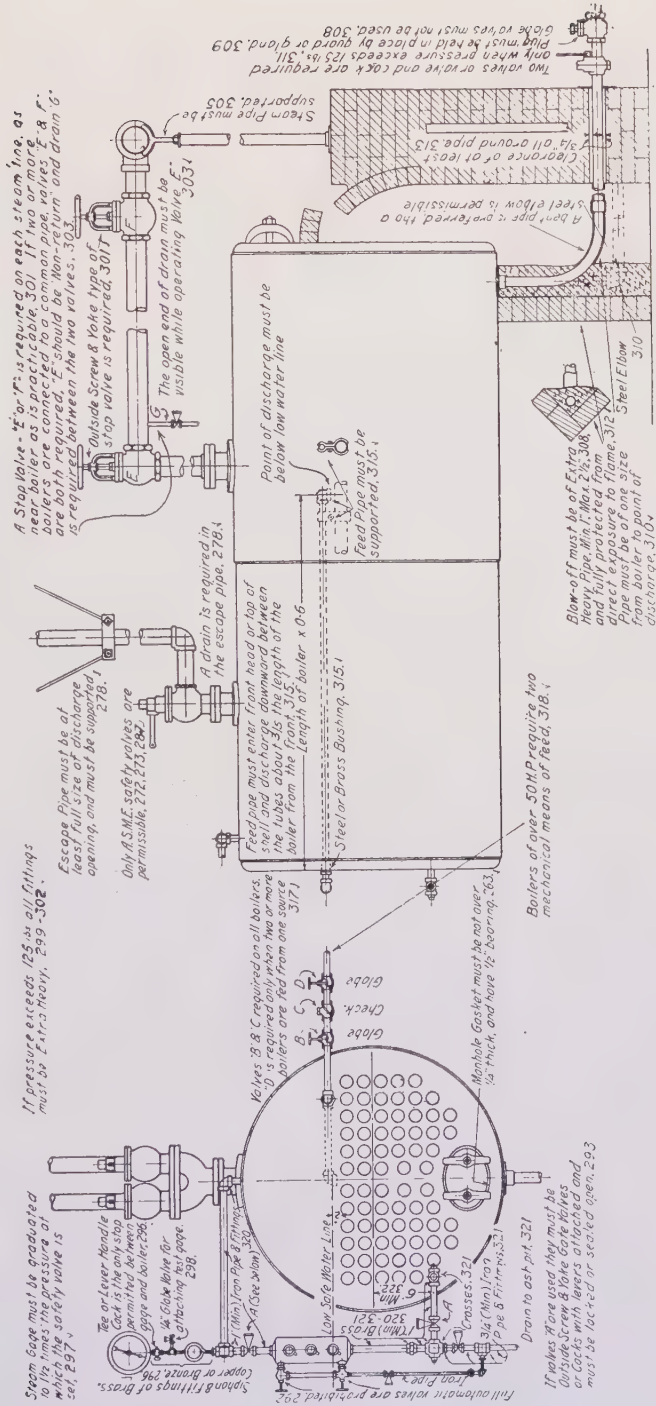 Steam Gage must be graduated
to 1 1/2 times the pressure at
which the safety valve is
set, 297
If pressure exceeds 125 lbs all fittings
must be Extra Heavy, 299-302.
Escape Pipe must be at
least full size of discharge
opening, and must be supported,
278.
Only A.S.M.E. safety valves are
permissible, 272, 273, 287
A drain is required in
the escape pipe, 278.
A Stop Valve - "E" or "F" is required on each steam line, as
near boiler as is practicable, 301. If two or more
boilers are connected to a common pipe, valves "E" & "F"
are both required, "E" should be Non-return and drain "G"
is required between the two valves, 303
Outside Screw & Yoke type of
stop valve is required, 301
The open end of drain must be
visible while operating Valve "E"
303
E
F
G
Steam Pipe must be
supported, 305
Tee or Lever Handle
Cock is the only stop
permitted between
gage and boiler, 296.
1/4" Globe Valve for
attaching test gage.
298.
Siphon & Fittings of Brass,
Copper or Bronze, 296
1" (Min) Iron Pipe & Fittings
320
A (See below)
Low Safe Water Line
2"
6" Min.
322.
1" (Min) Brass
320-321
Full automatic valves are prohibited, 292
Iron Pipe
A
Crosses, 321
3/4" (Min) Iron
Pipe & Fittings, 321
Drain to ash pit, 321
If valves "A" are used they must be
Outside Screw & Yoke Gate Valves
or Cocks with levers attached and
must be locked or sealed open, 293
Valves "B" & "C" required on all boilers.
"D" is required only when two or more
boilers are fed from one source
317
B
C
D
Globe
Check.
Globe
Manhole Gasket must be not over
1/4" thick, and have 1/2" bearing, 263,
Boilers of over 50 H.P. require two
mechanical means of feed, 318.
Feed pipe must enter front head or top of
shell and discharge downward between
the tubes about 3/5 the length of the
boiler from the front, 315.
Length of boiler x 0.6
Steel or Brass Bushing, 315.
Point of discharge must be
below low water line
Feed Pipe must be
supported, 315.
Blow-off must be of Extra
Heavy Pipe, Min. 1", Max. 2 1/2", 308,
and fully protected from
direct exposure to flame, 312
Pipe must be of one size
from boiler to point of
discharge, 310
Steel Elbow
310
A bent pipe is preferred, tho a
steel elbow is permissible
Clearance of at least
3/4" all around pipe, 313
Two valves or valve and cock are required
only when pressure exceeds 125 lbs. 311
Plug must be held in place by guard or gland, 309
Globe valves must not be used, 308